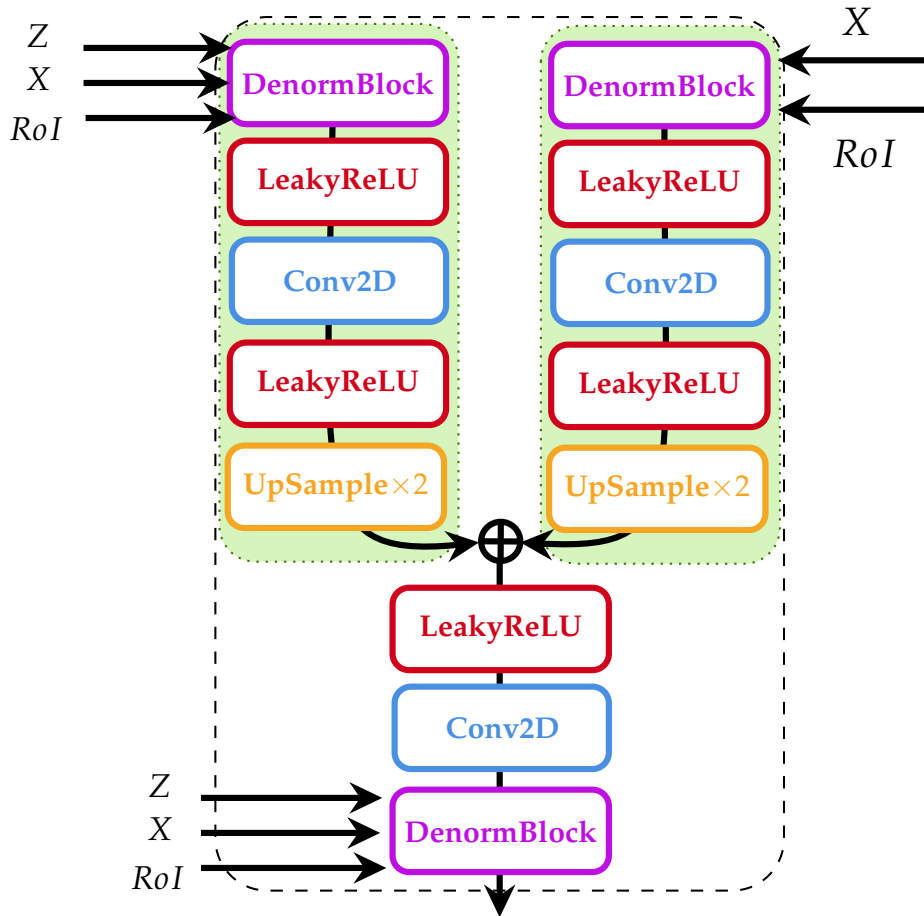 Z
X
RoI
DenormBlock
LeakyReLU
Conv2D
LeakyReLU
UpSample×2
X
RoI
DenormBlock
LeakyReLU
Conv2D
LeakyReLU
UpSample×2
LeakyReLU
Conv2D
Z
X
RoI
DenormBlock